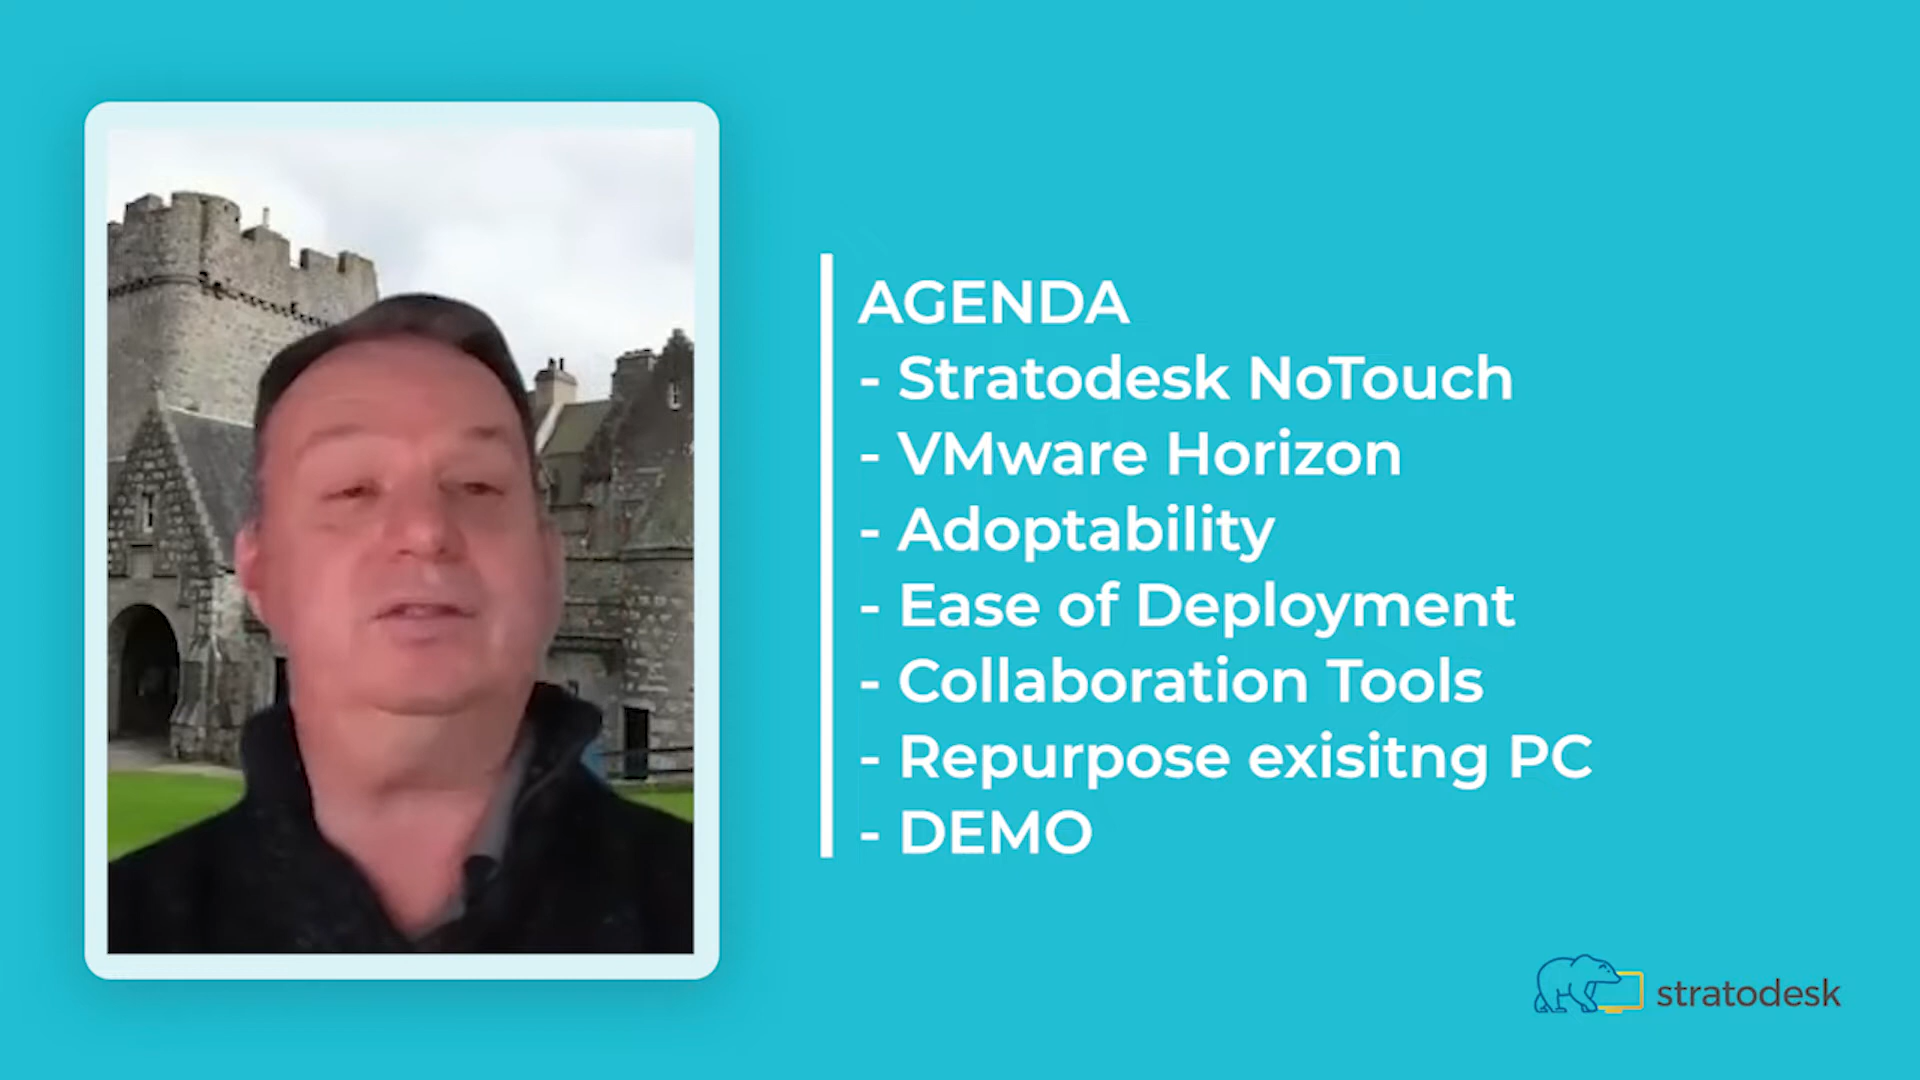 AGENDA
- Stratodesk NoTouch
- VMware Horizon
- Adoptability
- Ease of Deployment
- Collaboration Tools
- Repurpose exisitng PC
- DEMO
stratodesk